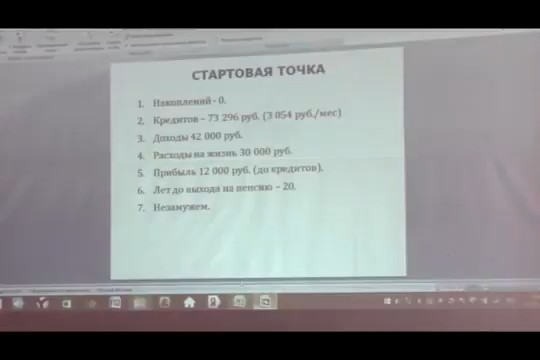 СТАРТОВАЯ ТОЧКА
1. Накоплений - 0.
2. Кредитов – 73 296 руб. (3 054 руб./мес)
3. Доходы 42 000 руб.
4. Расходы на жизнь 30 000 руб.
5. Прибыль 12 000 руб. (до кредитов).
6. Лет до выхода на пенсию – 20.
7. Незамужем.